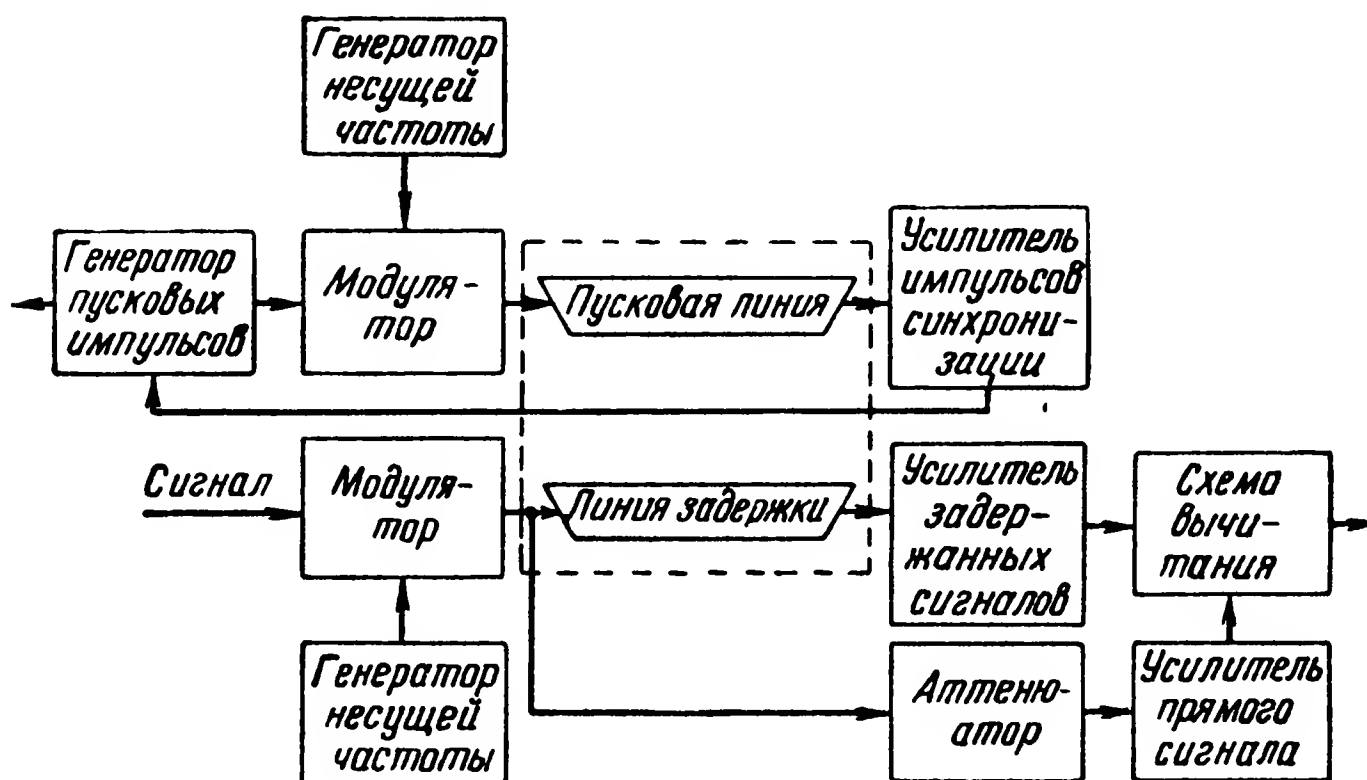 Генератор
несущей
частоты
Генератор
пусковых
импульсов
Модуля-
тор
Пусковая линия
Усилитель
импульсов
синхрони-
зации
Сигнал
Модуля-
тор
Линия задержки
Усилитель
задер-
жанных
сигналов
Схема
вычи-
тания
Генератор
несущей
частоты
Аттеню-
атор
Усилитель
прямого
сигнала